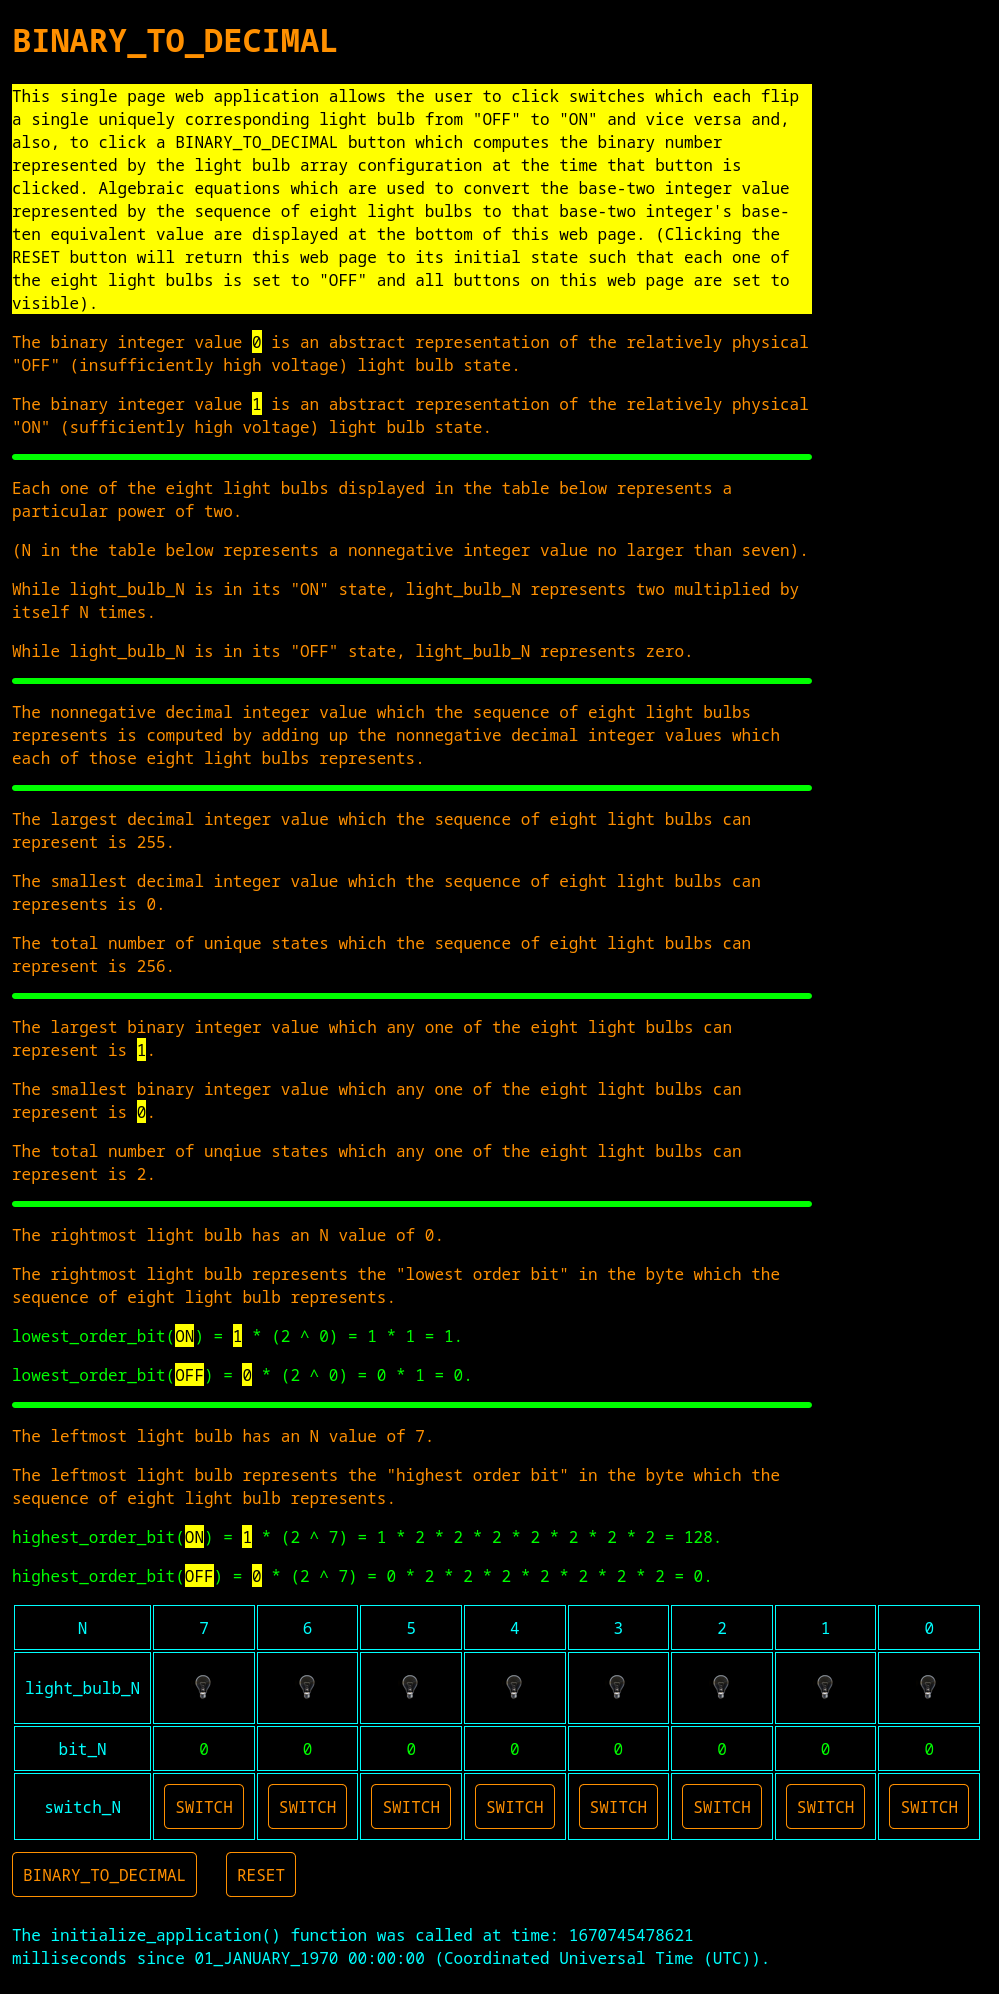 BINARY_TO_DECIMAL
This single page web application allows the user to click switches which each flip
a single uniquely corresponding light bulb from "OFF" to "ON" and vice versa and,
also, to click a BINARY_TO_DECIMAL button which computes the binary number
represented by the light bulb array configuration at the time that button is
clicked. Algebraic equations which are used to convert the base-two integer value
represented by the sequence of eight light bulbs to that base-two integer's base-
ten equivalent value are displayed at the bottom of this web page. (Clicking the
RESET button will return this web page to its initial state such that each one of
the eight light bulbs is set to "OFF" and all buttons on this web page are set to
visible).
The binary integer value 0 is an abstract representation of the relatively physical
"OFF" (insufficiently high voltage) light bulb state.
The binary integer value 1 is an abstract representation of the relatively physical
"ON" (sufficiently high voltage) light bulb state.
Each one of the eight light bulbs displayed in the table below represents a
particular power of two.
(N in the table below represents a nonnegative integer value no larger than seven).
While light_bulb_N is in its "ON" state, light_bulb_N represents two multiplied by
itself N times.
While light_bulb_N is in its "OFF" state, light_bulb_N represents zero.
The nonnegative decimal integer value which the sequence of eight light bulbs
represents is computed by adding up the nonnegative decimal integer values which
each of those eight light bulbs represents.
The largest decimal integer value which the sequence of eight light bulbs can
represent is 255.
The smallest decimal integer value which the sequence of eight light bulbs can
represents is 0.
The total number of unique states which the sequence of eight light bulbs can
represent is 256.
The largest binary integer value which any one of the eight light bulbs can
represent is 1.
The smallest binary integer value which any one of the eight light bulbs can
represent is 0.
The total number of unqiue states which any one of the eight light bulbs can
represent is 2.
The rightmost light bulb has an N value of 0.
The rightmost light bulb represents the "lowest order bit" in the byte which the
sequence of eight light bulb represents.
lowest_order_bit(ON) = 1 * (2 ^ 0) = 1 * 1 = 1.
lowest_order_bit(OFF) = 0 * (2 ^ 0) = 0 * 1 = 0.
The leftmost light bulb has an N value of 7.
The leftmost light bulb represents the "highest order bit" in the byte which the
sequence of eight light bulb represents.
highest_order_bit(ON) = 1 * (2 ^ 7) = 1 * 2 * 2 * 2 * 2 * 2 * 2 * 2 = 128.
highest_order_bit(OFF) = 0 * (2 ^ 7) = 0 * 2 * 2 * 2 * 2 * 2 * 2 * 2 = 0.
N 7 6 5 4 3 2 1 0
light_bulb_N
bit_N 0 0 0 0 0 0 0 0
switch_N SWITCH SWITCH SWITCH SWITCH SWITCH SWITCH SWITCH SWITCH
BINARY_TO_DECIMAL RESET
The initialize_application() function was called at time: 1670745478621
milliseconds since 01_JANUARY_1970 00:00:00 (Coordinated Universal Time (UTC)).